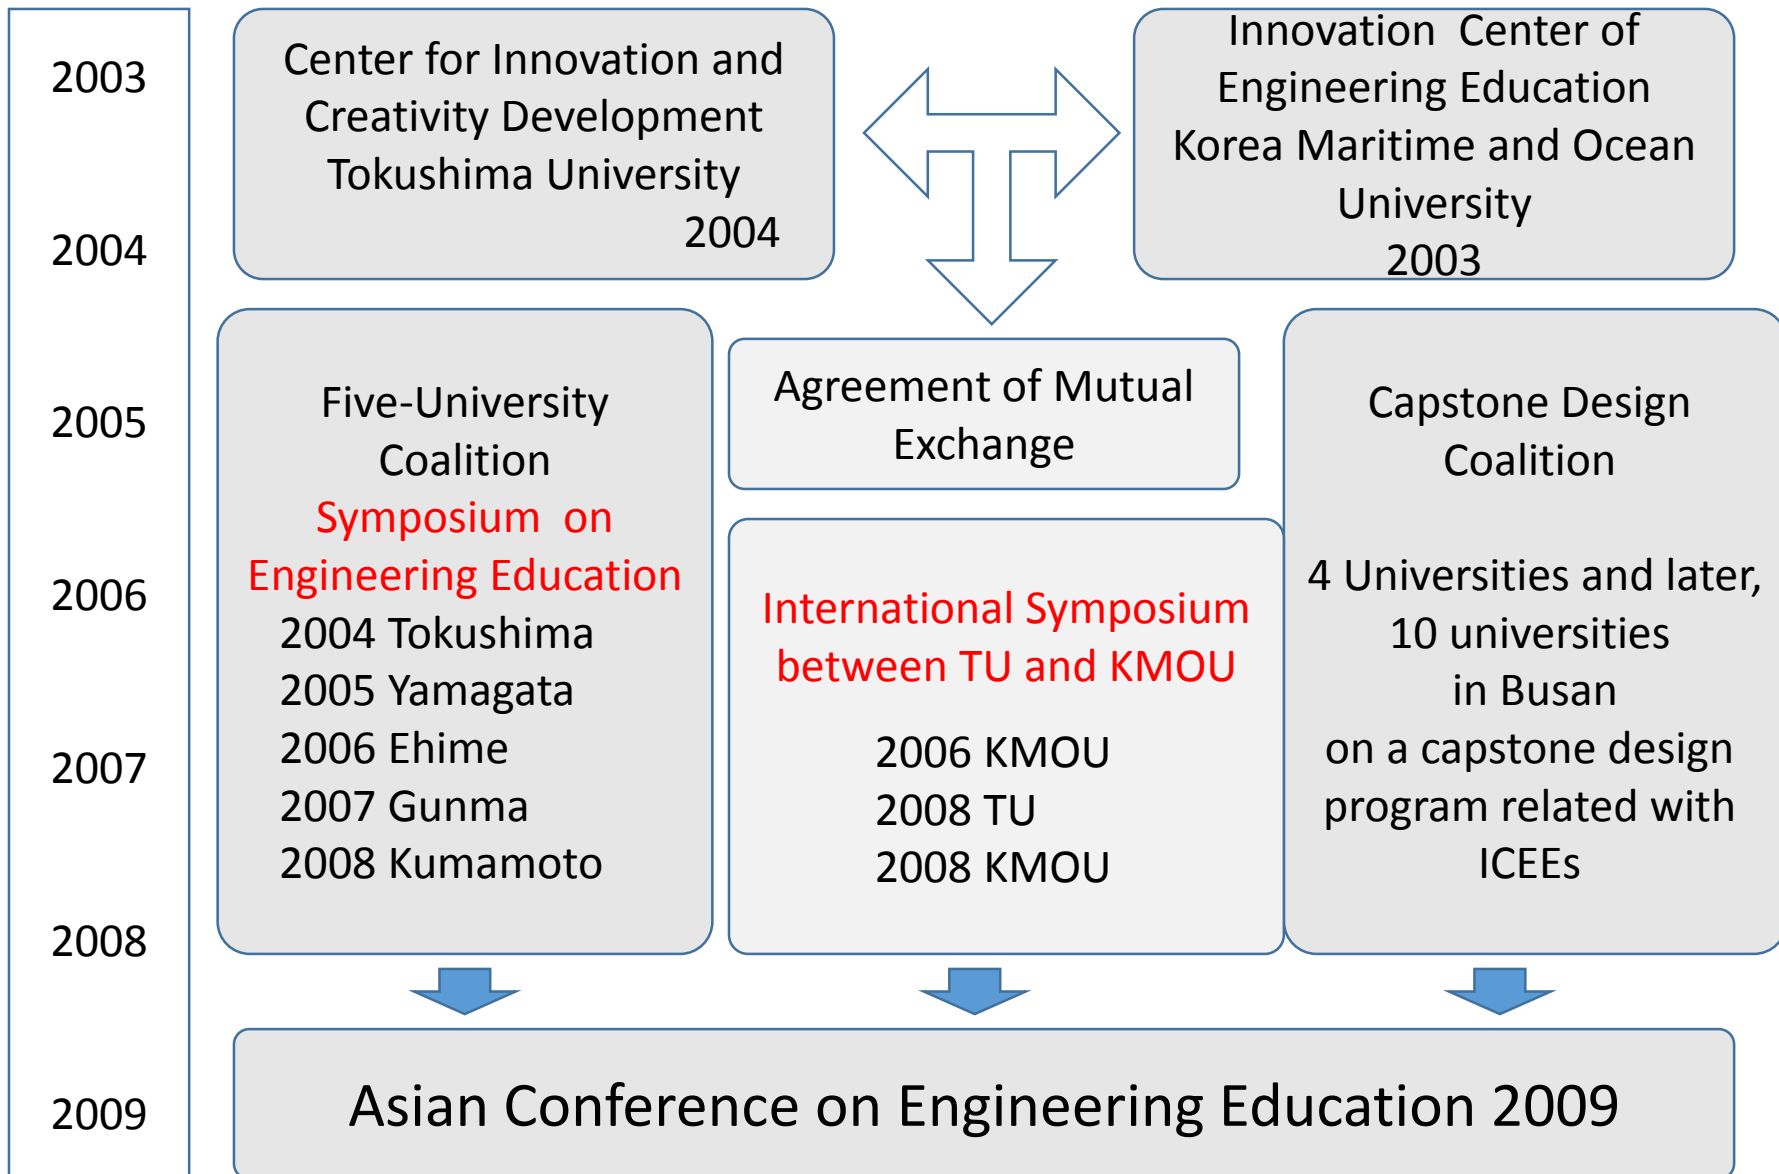 2003
2004
2005
2006
2007
2008
2009
Center for Innovation and
Creativity Development
Tokushima University
2004
Innovation  Center of
Engineering Education
Korea Maritime and Ocean
University
2003
Five-University
Coalition
Symposium  on
Engineering Education
2004 Tokushima
2005 Yamagata
2006 Ehime
2007 Gunma
2008 Kumamoto
Agreement of Mutual
Exchange
International Symposium
between TU and KMOU
2006 KMOU
2008 TU
2008 KMOU
Capstone Design
Coalition
4 Universities and later,
10 universities
in Busan
on a capstone design
program related with
ICEEs
Asian Conference on Engineering Education 2009